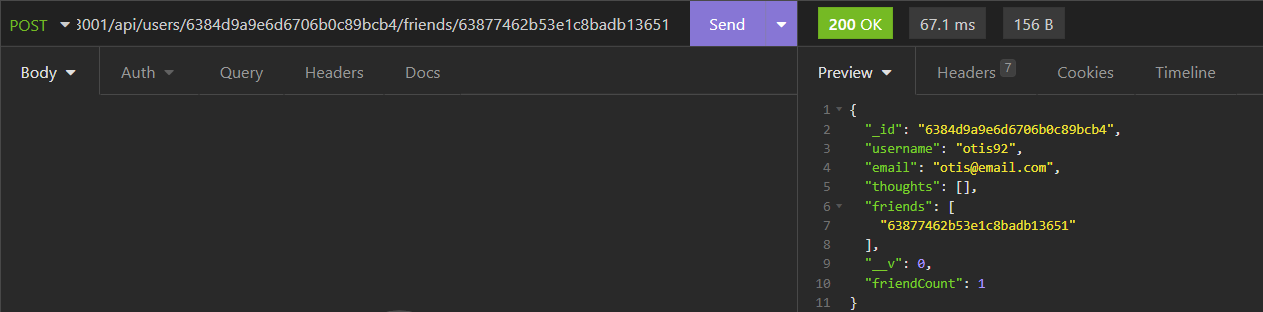 POST 3001/api/users/6384d9a9e6d6706b0c89bcb4/friends/63877462b53e1c8badb13651 Send 200 OK 67.1 ms 156 B
Body Auth Query Headers Docs Preview Headers 7 Cookies Timeline
1 {
2 "_id": "6384d9a9e6d6706b0c89bcb4",
3 "username": "otis92",
4 "email": "otis@email.com",
5 "thoughts": [],
6 "friends": [
7 "63877462b53e1c8badb13651"
8 ],
9 "__v": 0,
10 "friendCount": 1
11 }